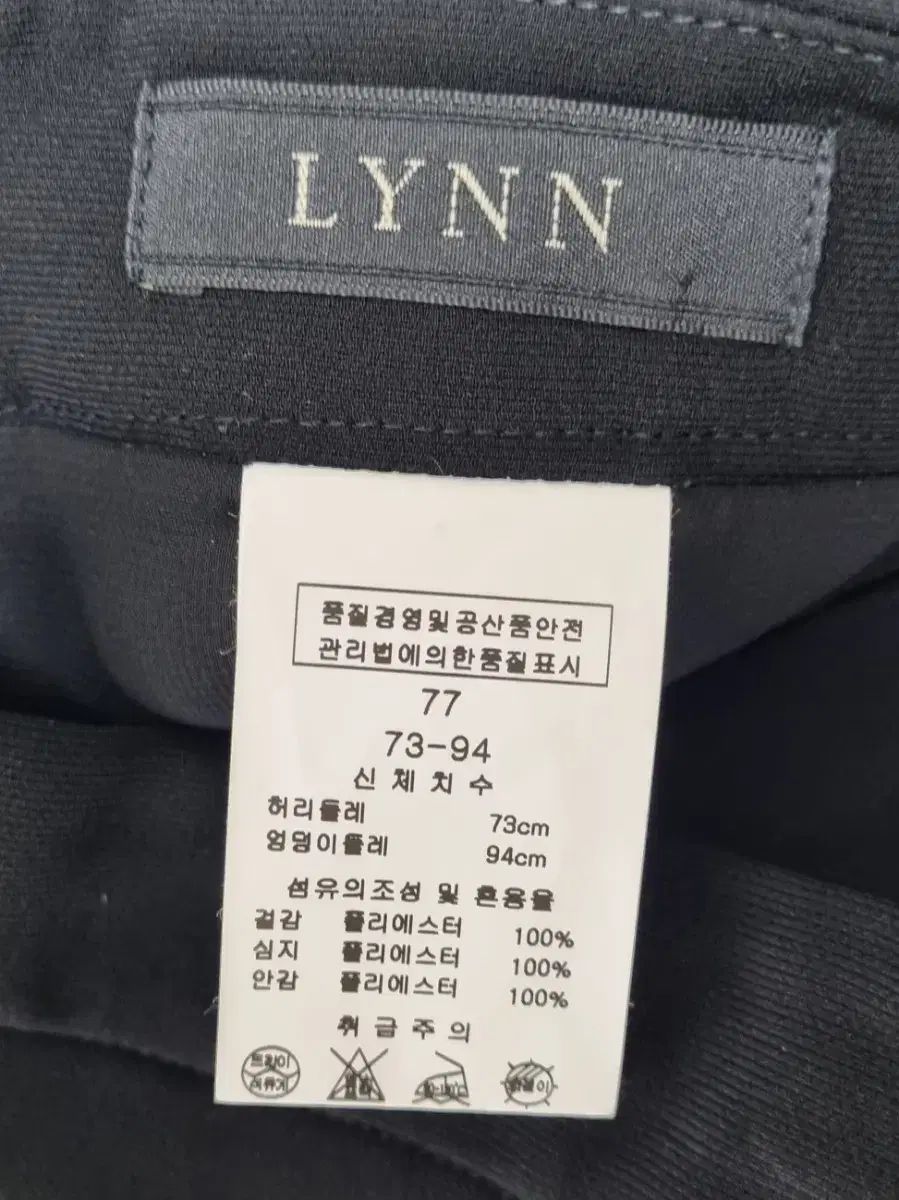 LYNN
품질경영및공산품안전
관리법에의한품질표시
77
73-94
신체치수
허리둘레 73cm
엉덩이둘레 94cm
섬유의조성 및 혼용율
겉감 폴리에스터 100%
심지 폴리에스터 100%
안감 폴리에스터 100%
취급주의
드라이